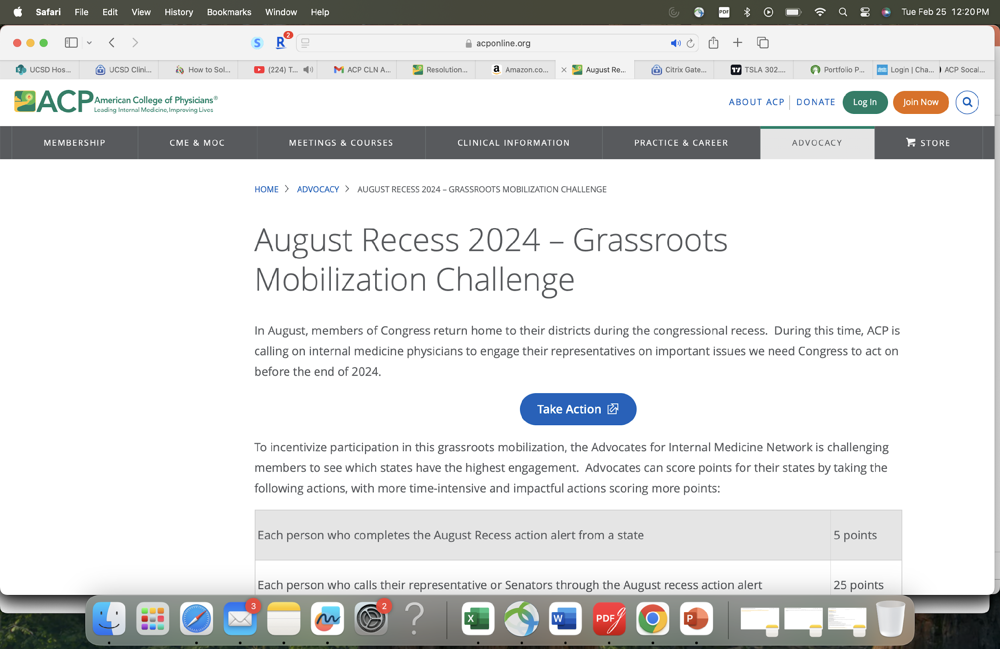 Safari File Edit View History Bookmarks Window Help PDF Tue Feb 25 12:20 PM
S R 2 acponline.org
UCSD Hos... UCSD Clini... How to Sol... (224) T... ACP CLN A... Resolution... Amazon.co... August Re... Citrix Gate... TSLA 302.... Portfolio P... Login | Cha... ACP Socal...
ACP American College of Physicians®
Leading Internal Medicine, Improving Lives
ABOUT ACP DONATE Log In Join Now
MEMBERSHIP CME & MOC MEETINGS & COURSES CLINICAL INFORMATION PRACTICE & CAREER ADVOCACY STORE
HOME > ADVOCACY > AUGUST RECESS 2024 – GRASSROOTS MOBILIZATION CHALLENGE
August Recess 2024 – Grassroots
Mobilization Challenge
In August, members of Congress return home to their districts during the congressional recess. During this time, ACP is
calling on internal medicine physicians to engage their representatives on important issues we need Congress to act on
before the end of 2024.
Take Action
To incentivize participation in this grassroots mobilization, the Advocates for Internal Medicine Network is challenging
members to see which states have the highest engagement. Advocates can score points for their states by taking the
following actions, with more time-intensive and impactful actions scoring more points:
Each person who completes the August Recess action alert from a state 5 points
Each person who calls their representative or Senators through the August recess action alert 25 points
3 2 ? X W PDF P